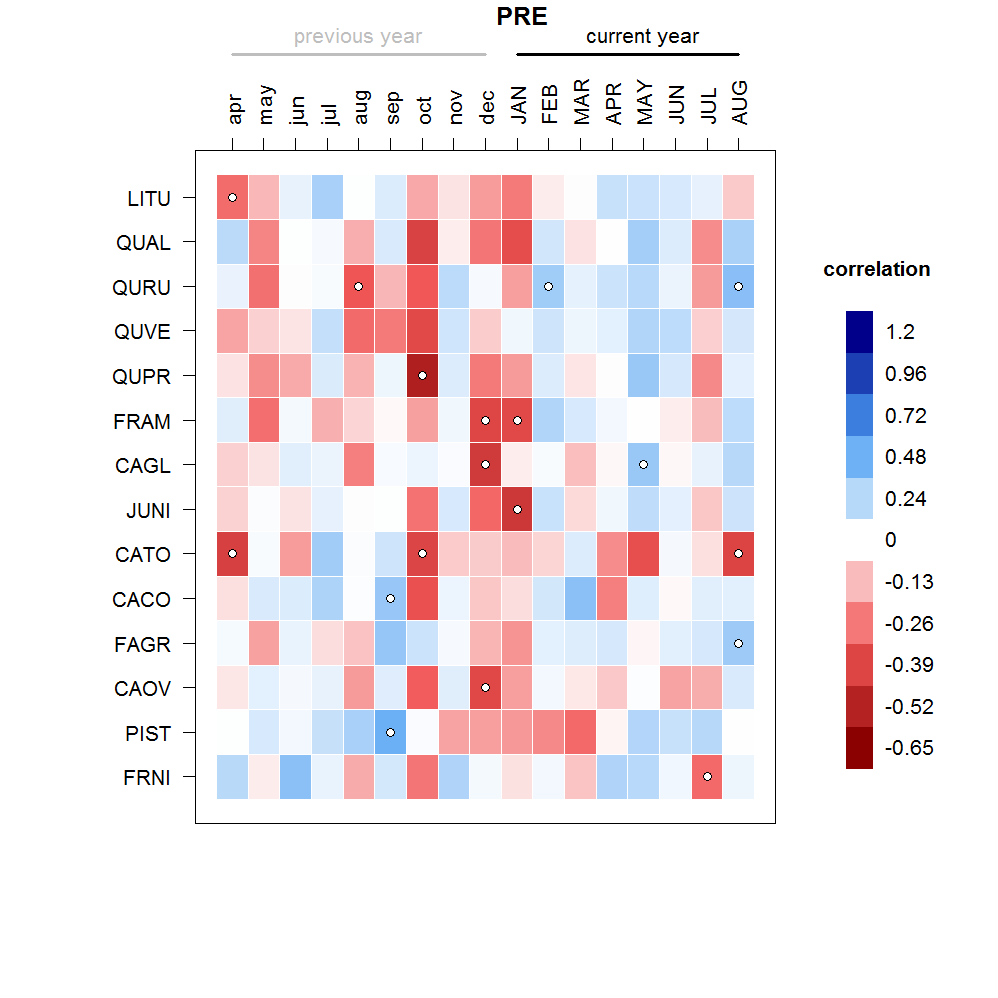 PRE
previous year
current year
apr
may
jun
jul
aug
sep
oct
nov
dec
JAN
FEB
MAR
APR
MAY
JUN
JUL
AUG
LITU
QUAL
QURU
QUVE
QUPR
FRAM
CAGL
JUNI
CATO
CACO
FAGR
CAOV
PIST
FRNI
correlation
1.2
0.96
0.72
0.48
0.24
0
-0.13
-0.26
-0.39
-0.52
-0.65